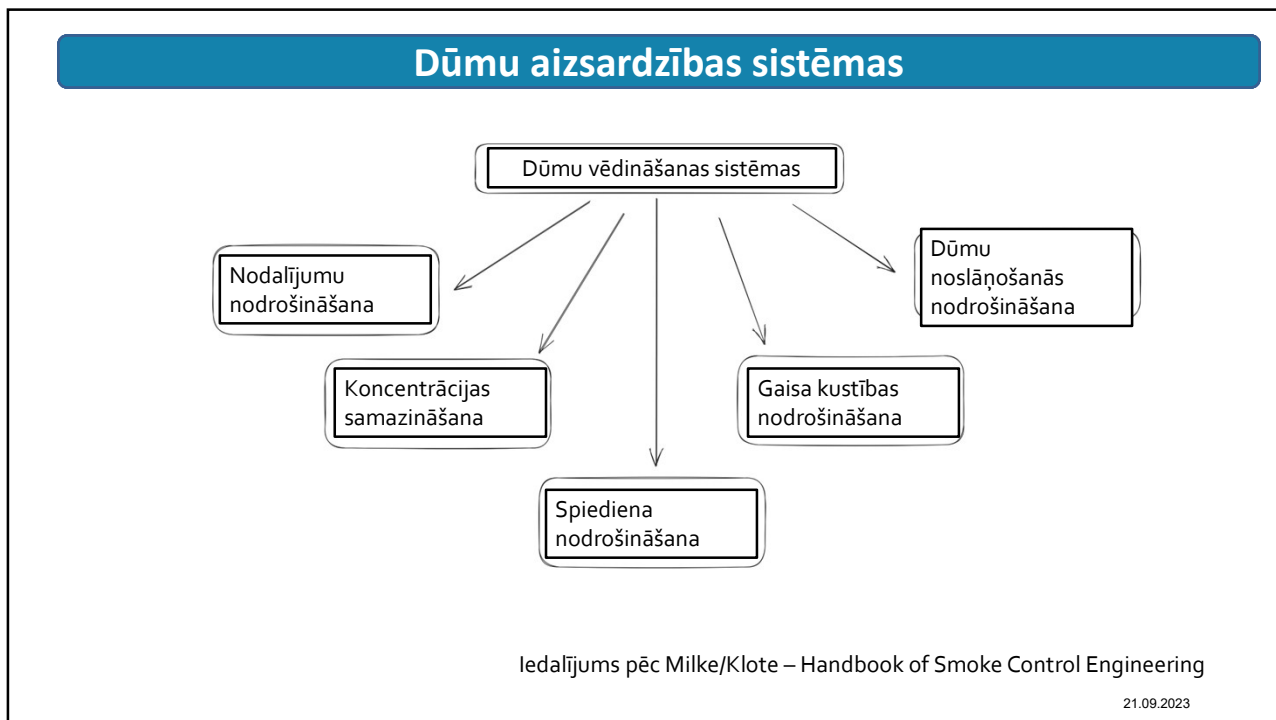 Dūmu aizsardzības sistēmas
Dūmu vēdināšanas sistēmas
Nodalījumu
nodrošināšana
Dūmu
noslāņošanās
nodrošināšana
Koncentrācijas
samazināšana
Gaisa kustības
nodrošināšana
Spiediena
nodrošināšana
Iedalījums pēc Milke/Klote – Handbook of Smoke Control Engineering
21.09.2023